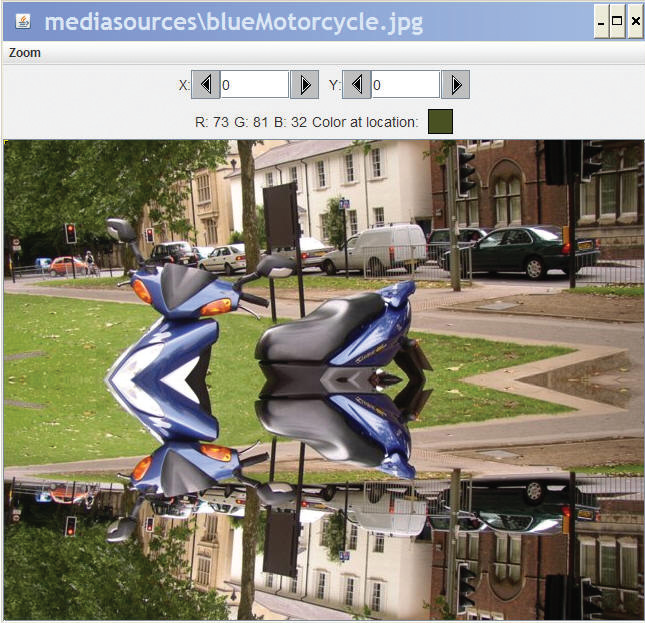 mediasources\blueMotorcycle.jpg
Zoom
X: 0 Y: 0
R: 73 G: 81 B: 32 Color at location: